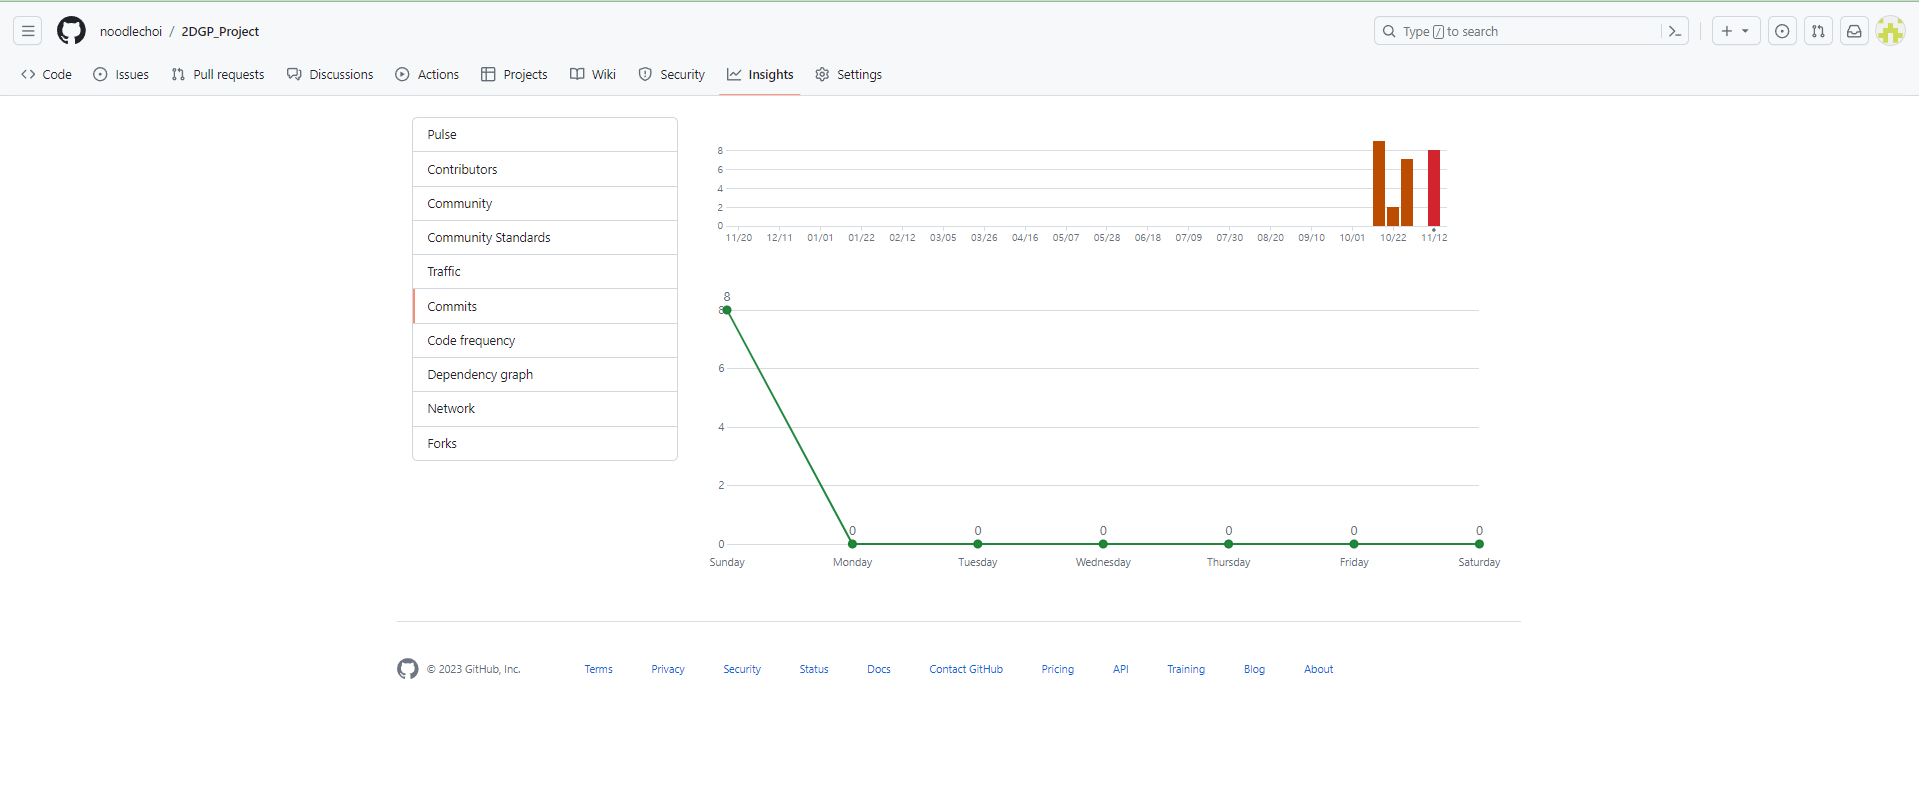 noodlechoi / 2DGP_Project
Type / to search
Code Issues Pull requests Discussions Actions Projects Wiki Security Insights Settings
Pulse
Contributors
Community
Community Standards
Traffic
Commits
Code frequency
Dependency graph
Network
Forks
8
6
4
2
0
11/20 12/11 01/01 01/22 02/12 03/05 03/26 04/16 05/07 05/28 06/18 07/09 07/30 08/20 09/10 10/01 10/22 11/12
8
8
6
4
2
0 0 0 0 0 0 0
Sunday Monday Tuesday Wednesday Thursday Friday Saturday
© 2023 GitHub, Inc. Terms Privacy Security Status Docs Contact GitHub Pricing API Training Blog About